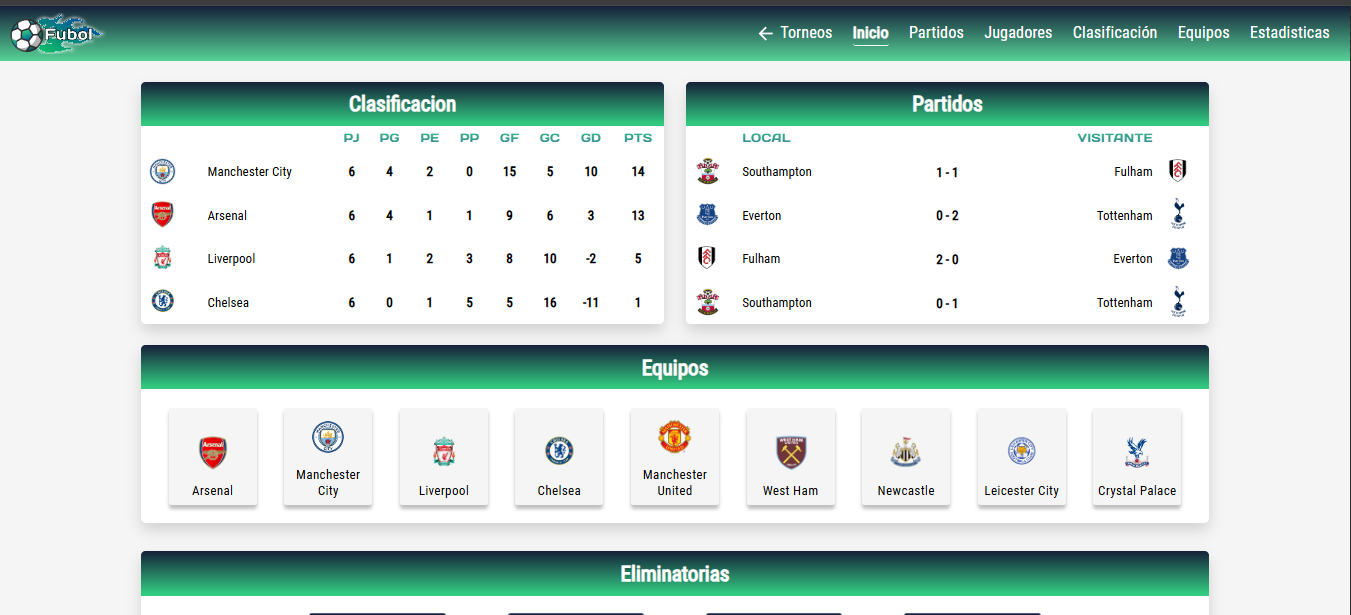 Fubol
Torneos Inicio Partidos Jugadores Clasificación Equipos Estadisticas
Clasificacion
PJ PG PE PP GF GC GD PTS
Manchester City 6 4 2 0 15 5 10 14
Arsenal 6 4 1 1 9 6 3 13
Liverpool 6 1 2 3 8 10 -2 5
Chelsea 6 0 1 5 5 16 -11 1
Partidos
LOCAL VISITANTE
Southampton 1 - 1 Fulham
Everton 0 - 2 Tottenham
Fulham 2 - 0 Everton
Southampton 0 - 1 Tottenham
Equipos
Arsenal
Manchester
City
Liverpool
Chelsea
Manchester
United
West Ham
Newcastle
Leicester City
Crystal Palace
Eliminatorias